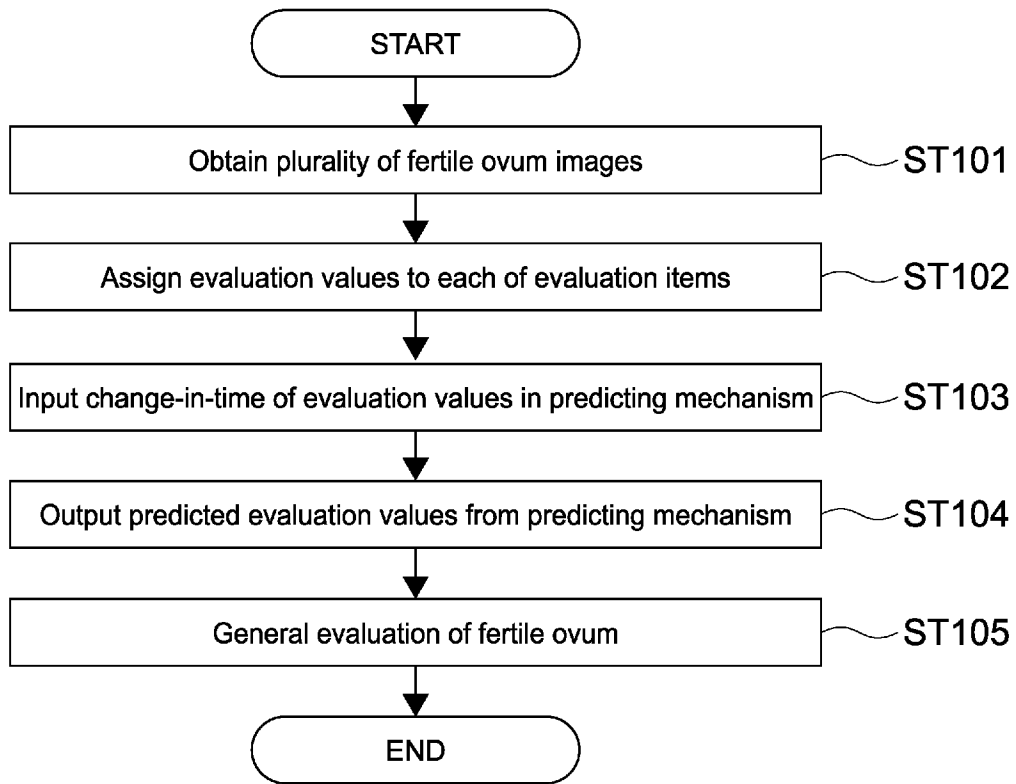 START
Obtain plurality of fertile ovum images
ST101
Assign evaluation values to each of evaluation items
ST102
Input change-in-time of evaluation values in predicting mechanism
ST103
Output predicted evaluation values from predicting mechanism
ST104
General evaluation of fertile ovum
ST105
END